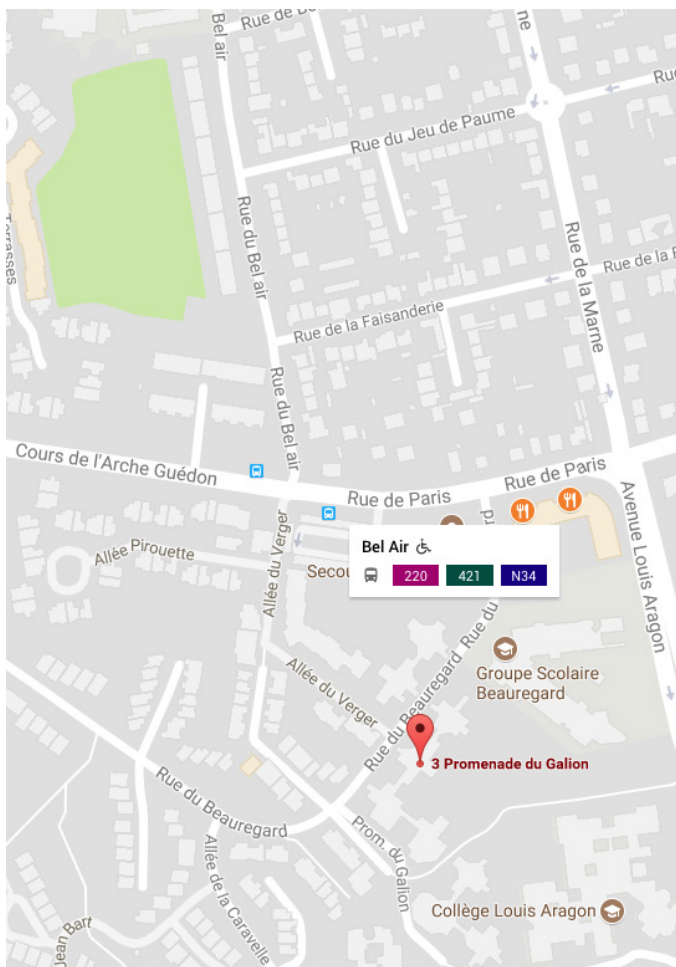 Rue de B
Bel air
ne
Rue
Rue du Jeu de Paume
Rue du Bel air
Terrasses
Rue de la Marne
Rue de la F
Rue de la Faisanderie
Rue du Bel air
Cours de l'Arche Guédon
Rue de Paris
Rue de Paris
rd
Avenue Louis Aragon
Allée Pirouette
Allée du Verger
Secou
Bel Air
220 421 N34
Rue du
Groupe Scolaire
Beauregard
Allée du Verger
Rue du Beauregard
3 Promenade du Galion
Rue du Beauregard
Prom. du
Galion
Allée de la Caravelle
Jean Bart
Collège Louis Aragon